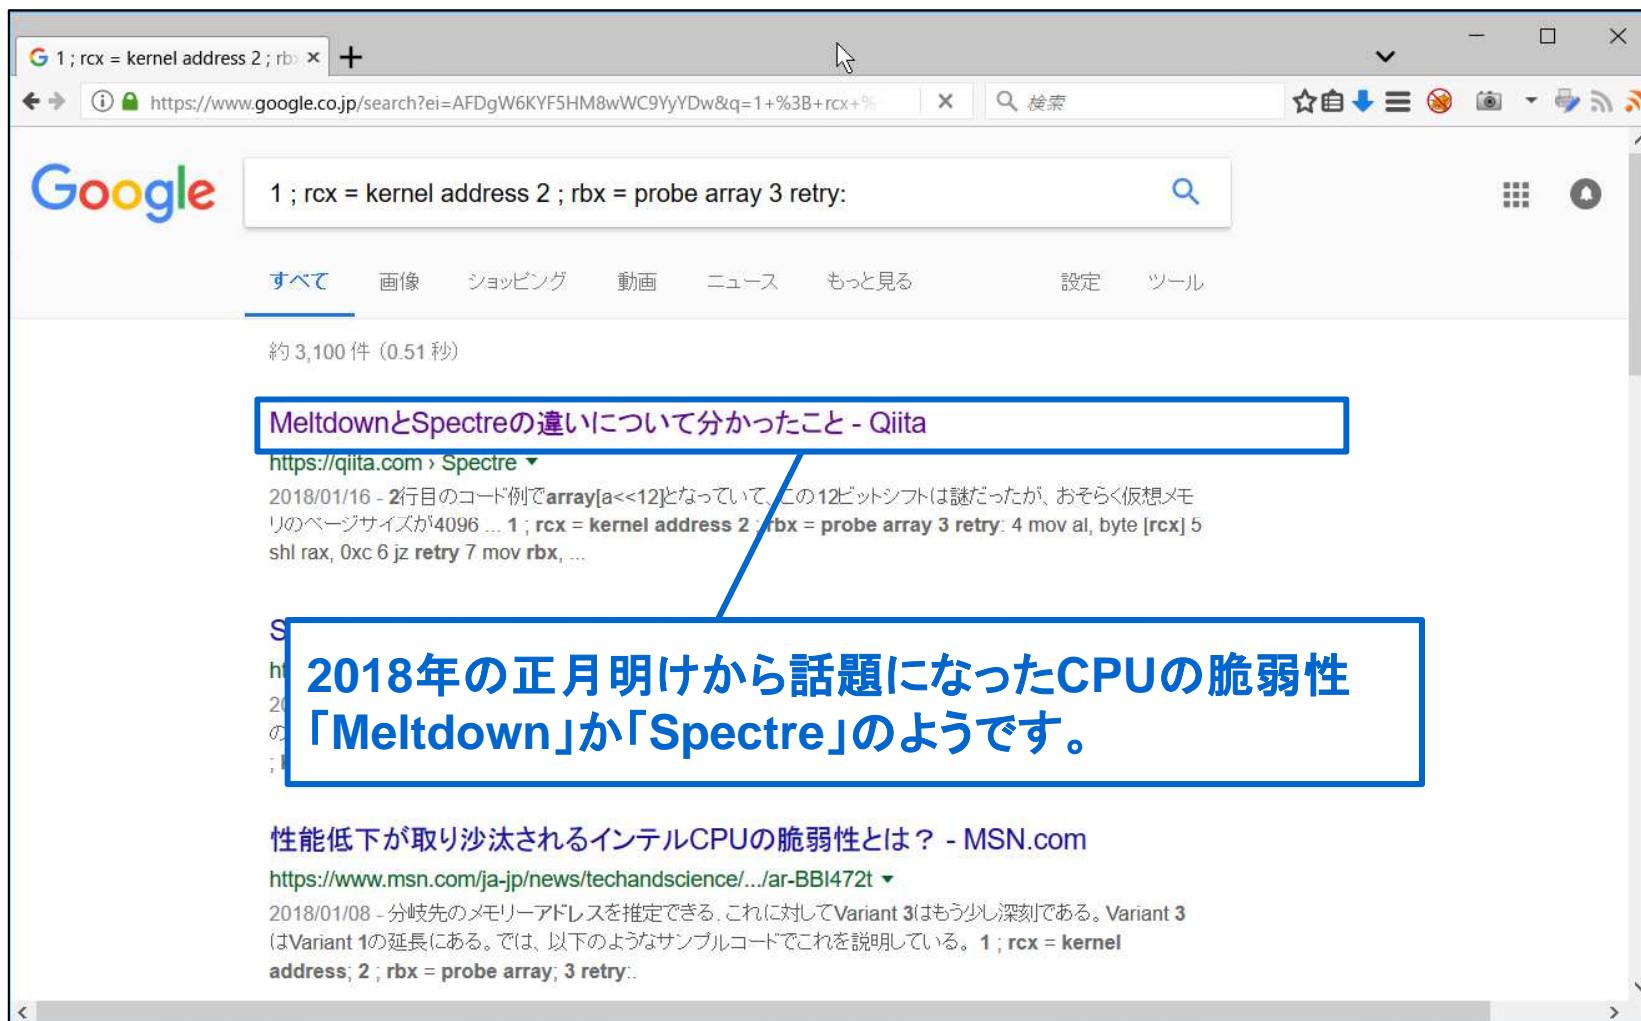 1 ; rcx = kernel address 2 ; rb
https://www.google.co.jp/search?ei=AFDgW6KYF5HM8wWC9YyYDw&q=1+%3B+rcx+%
検索
Google
1 ; rcx = kernel address 2 ; rbx = probe array 3 retry:
すべて 画像 ショッピング 動画 ニュース もっと見る 設定 ツール
約 3,100 件 (0.51 秒)
MeltdownとSpectreの違いについて分かったこと - Qiita
https://qiita.com › Spectre
2018/01/16 - 2行目のコード例でarray[a<<12]となっていて、この12ビットシフトは謎だったが、おそらく仮想メモ
リのページサイズが4096 ... 1 ; rcx = kernel address 2 ; rbx = probe array 3 retry: 4 mov al, byte [rcx] 5
shl rax, 0xc 6 jz retry 7 mov rbx, ...
2018年の正月明けから話題になったCPUの脆弱性
「Meltdown」か「Spectre」のようです。
性能低下が取り沙汰されるインテルCPUの脆弱性とは？ - MSN.com
https://www.msn.com/ja-jp/news/techandscience/.../ar-BBI472t
2018/01/08 - 分岐先のメモリーアドレスを推定できる. これに対してVariant 3はもう少し深刻である。Variant 3
はVariant 1の延長にある。では、以下のようなサンプルコードでこれを説明している。 1 ; rcx = kernel
address; 2 ; rbx = probe array; 3 retry:.